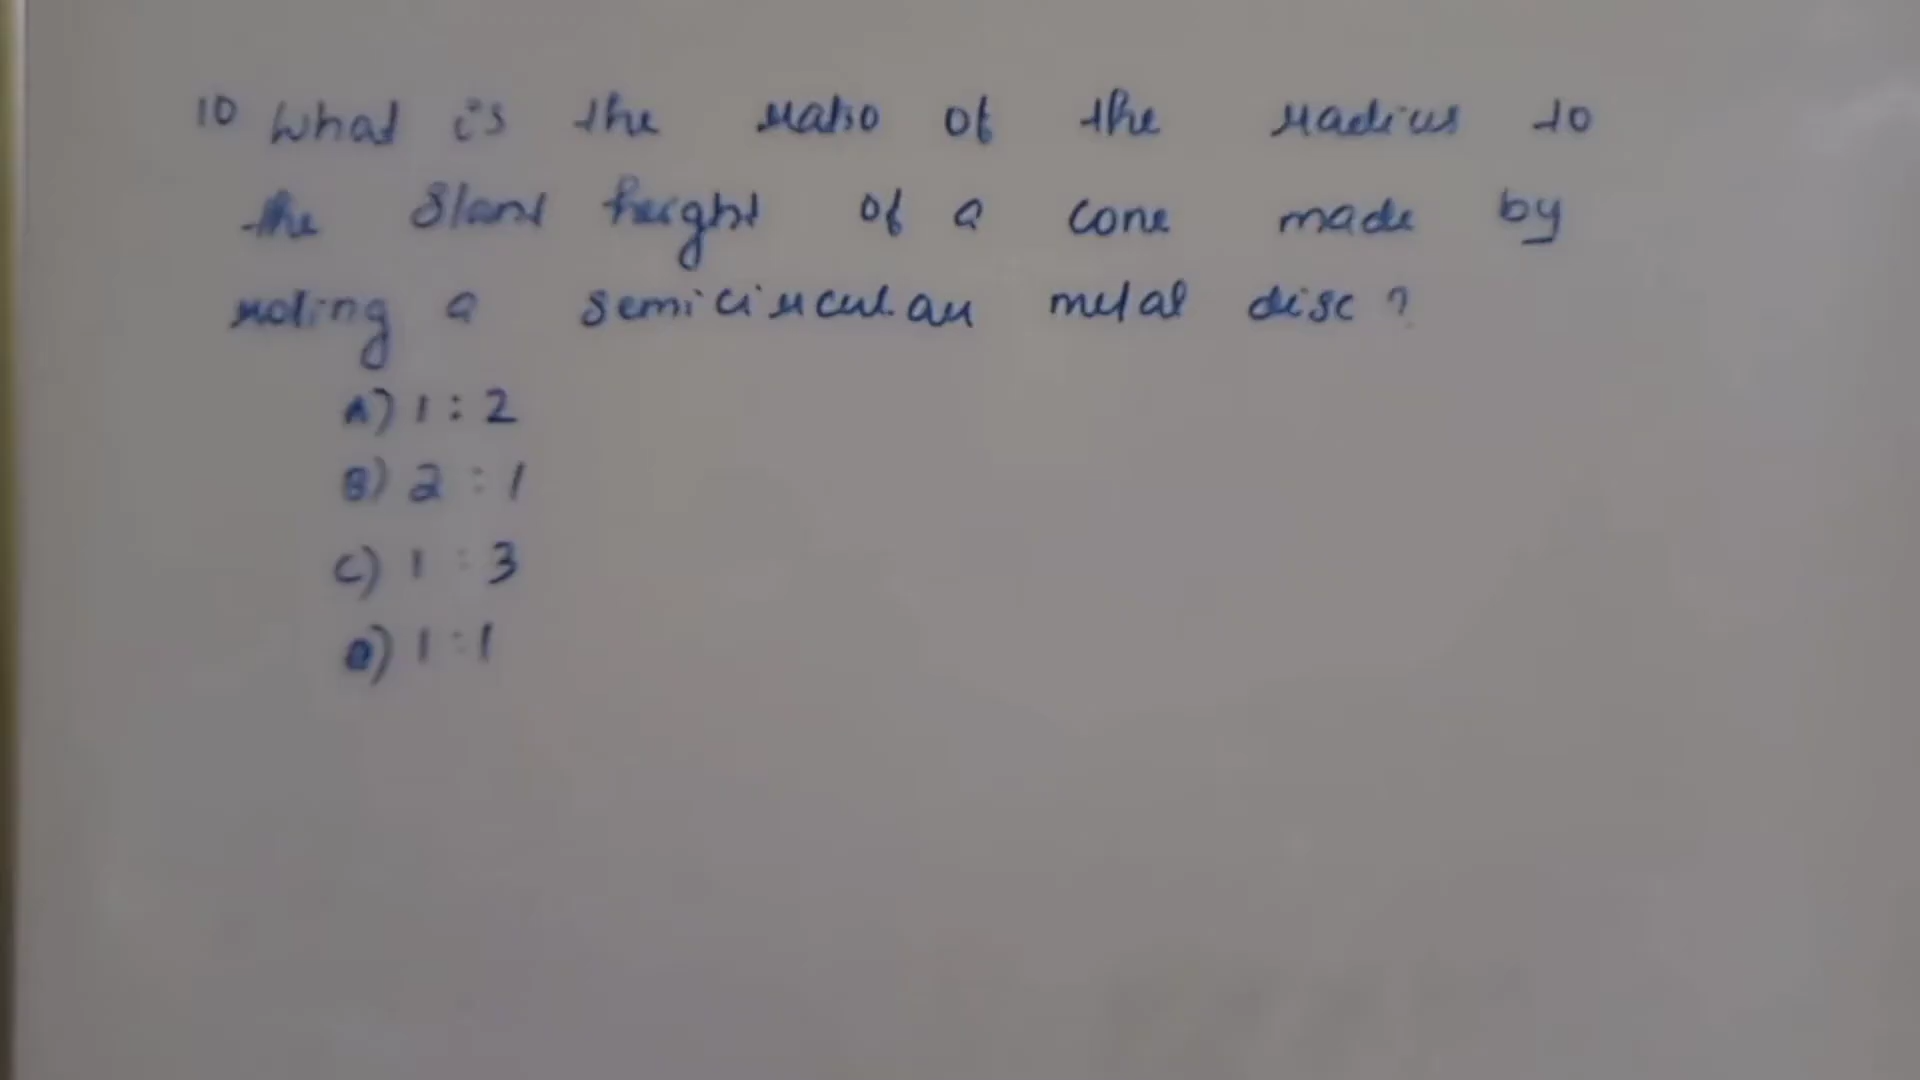 10 What is the ratio of the radius to
the slant height of a cone made by
roling a semicircular metal disc?
A) 1 : 2
B) 2 : 1
C) 1 : 3
D) 1 : 1